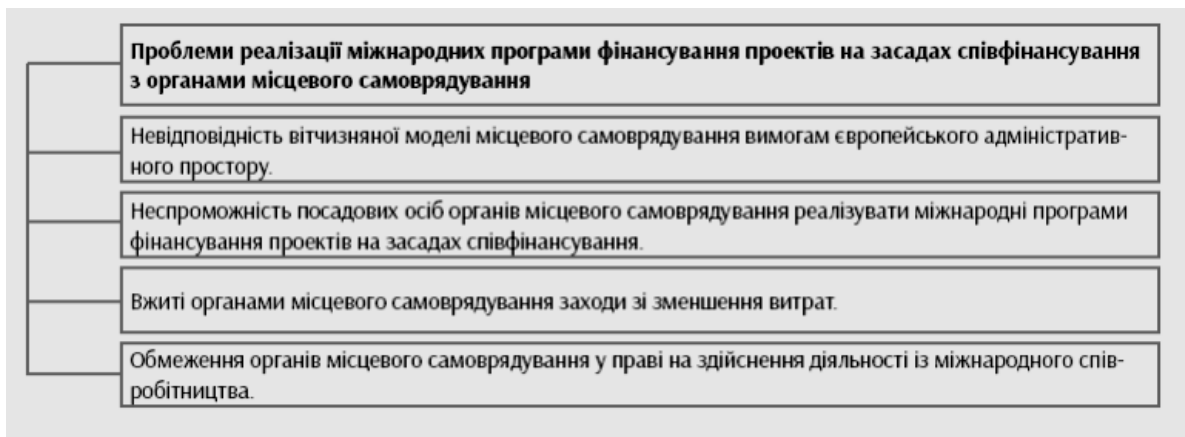 Проблеми реалізації міжнародних програми фінансування проектів на засадах співфінансування
з органами місцевого самоврядування
Невідповідність вітчизняної моделі місцевого самоврядування вимогам європейського адміністратив-
ного простору.
Неспроможність посадових осіб органів місцевого самоврядування реалізувати міжнародні програми
фінансування проектів на засадах співфінансування.
Вжиті органами місцевого самоврядування заходи зі зменшення витрат.
Обмеження органів місцевого самоврядування у праві на здійснення діяльності із міжнародного спів-
робітництва.